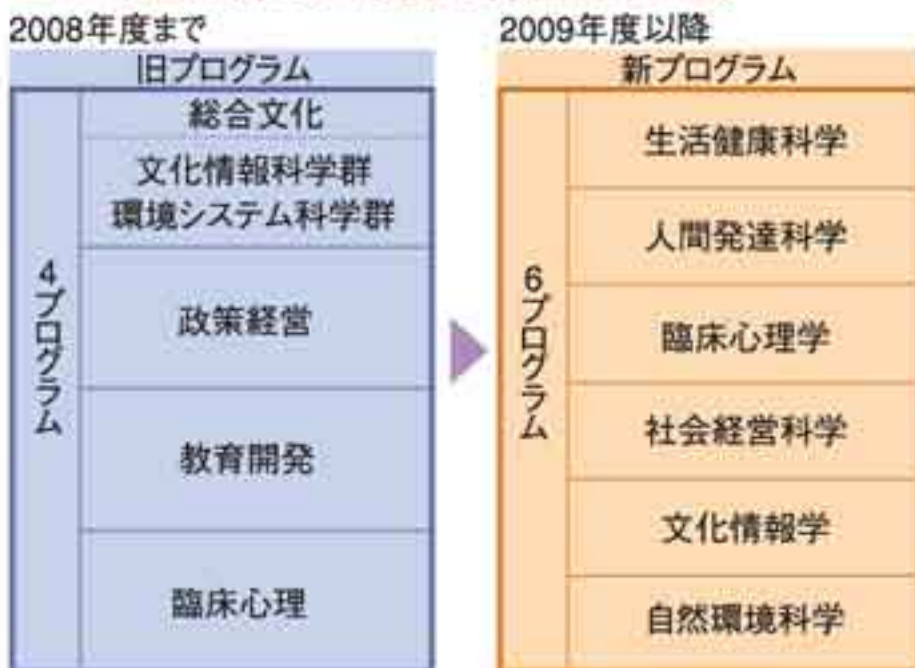 2008年度まで
旧プログラム
4プログラム
総合文化
文化情報科学群
環境システム科学群
政策経営
教育開発
臨床心理
2009年度以降
新プログラム
6プログラム
生活健康科学
人間発達科学
臨床心理学
社会経営科学
文化情報学
自然環境科学